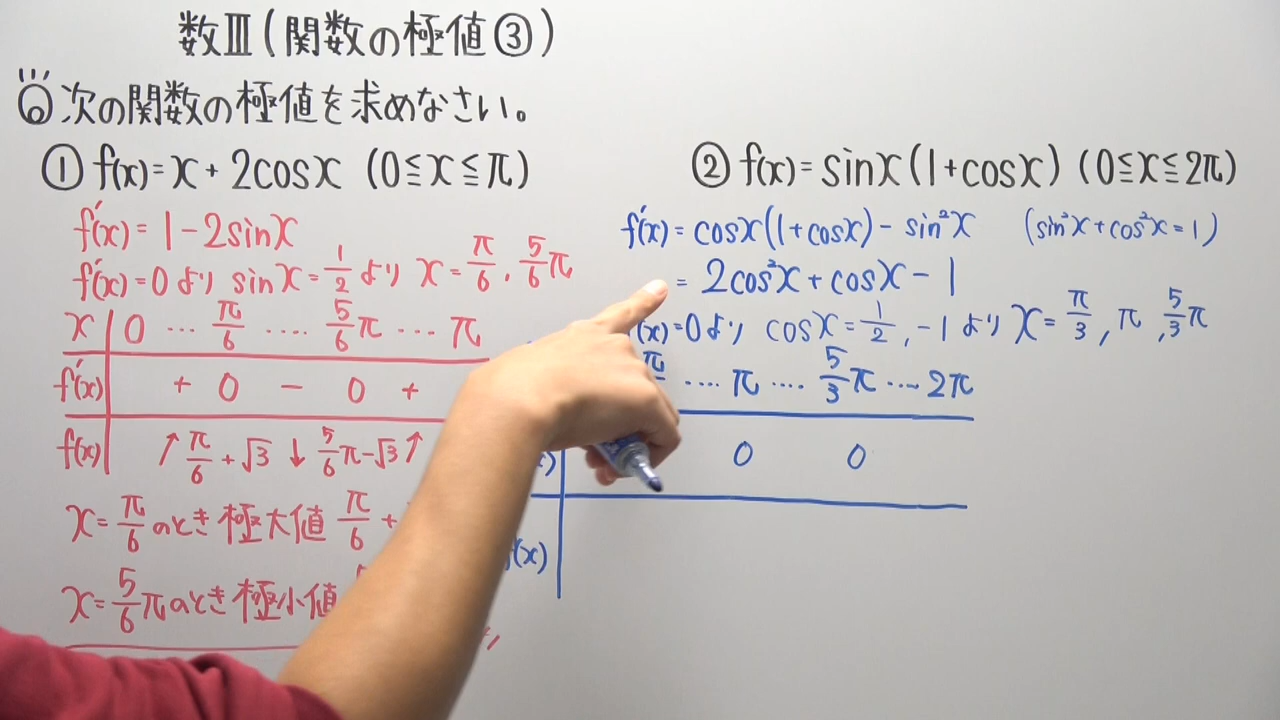 数Ⅲ(関数の極値③)
◎次の関数の極値を求めなさい。
① f(x)=x+2cosx (0≦x≦π)
f'(x)=1-2sinx
f'(x)=0より sinx=1/2より x=π/6, 5/6π
x 0 … π/6 …. 5/6π … π
f'(x) + 0 - 0 +
f(x) ↑ π/6+√3 ↓ 5/6π-√3 ↑
x=π/6のとき極大値 π/6+
x=5/6πのとき極小値
② f(x)=sinx(1+cosx) (0≦x≦2π)
f'(x)=cosx(1+cosx)-sin²x (sin²x+cos²x=1)
=2cos²x+cosx-1
(x)=0より cosx=1/2, -1より x=π/3, π, 5/3π
π …. π …. 5/3π …. 2π
) 0 0
f(x)